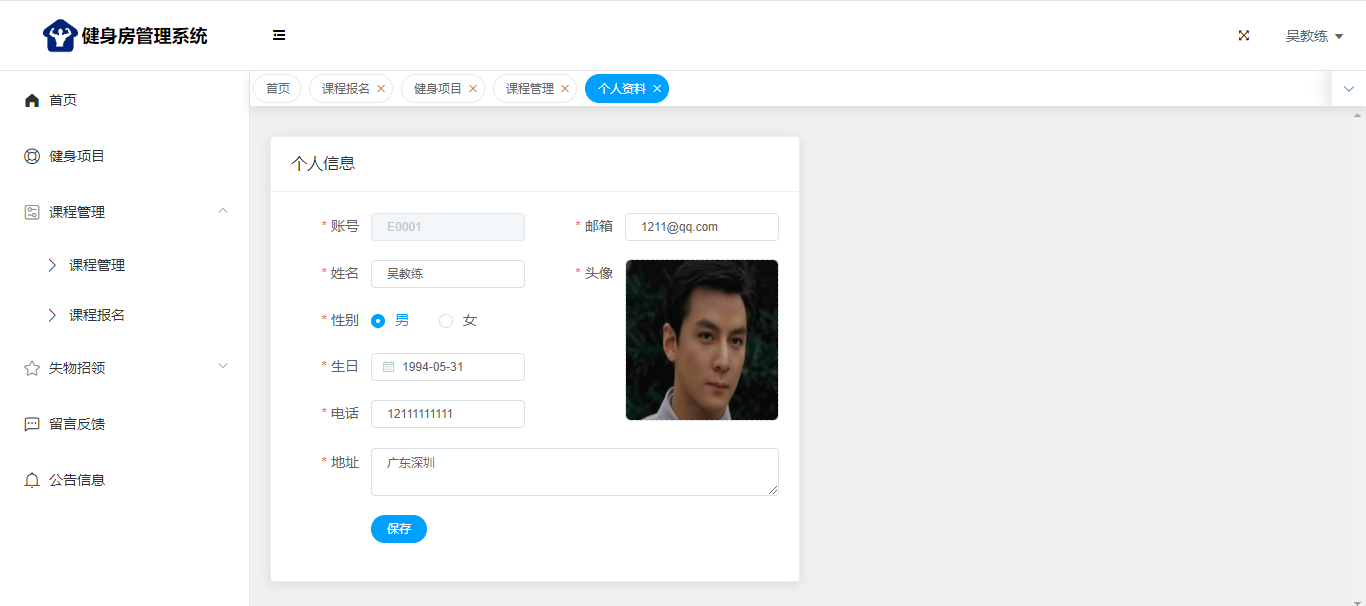 健身房管理系统
吴教练
首页
健身项目
课程管理
课程管理
课程报名
失物招领
留言反馈
公告信息
首页 课程报名 健身项目 课程管理 个人资料
个人信息
* 账号 E0001 * 邮箱 1211@qq.com
* 姓名 吴教练 * 头像
* 性别 男 女
* 生日 1994-05-31
* 电话 12111111111
* 地址 广东深圳
保存